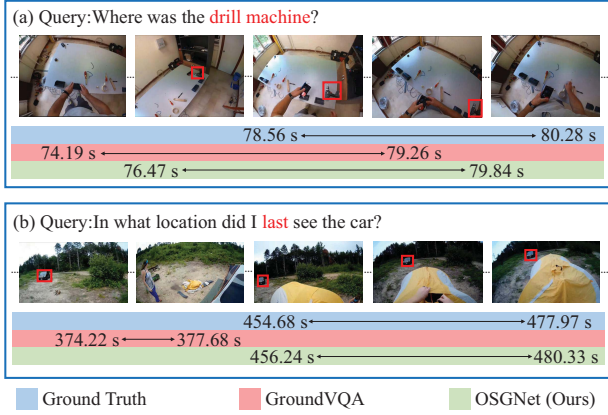 (a) Query:Where was the drill machine?
78.56 s 80.28 s
74.19 s 79.26 s
76.47 s 79.84 s
(b) Query:In what location did I last see the car?
454.68 s 477.97 s
374.22 s 377.68 s
456.24 s 480.33 s
Ground Truth GroundVQA OSGNet (Ours)